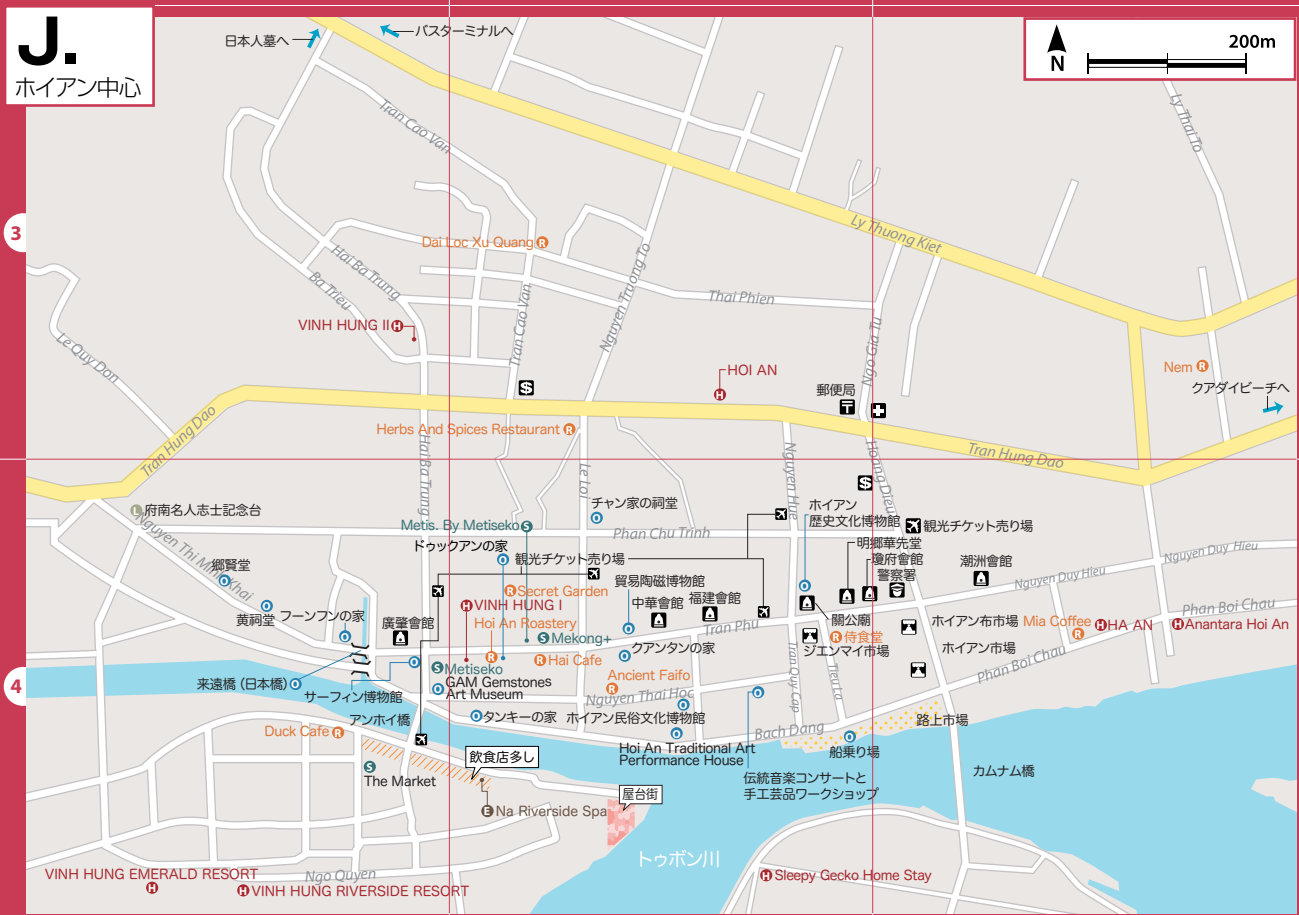 J.
ホイアン中心
日本人墓へ
バスターミナルへ
200m
N
Ly Thai To
Tran Cao Van
3
Dai Loc Xu Quang R
Ly Thuong Kiet
Hai Ba Trung
Ba Trieu
Nguyen Truong To
Thai Phien
Tran Cao Van
Ngo Gia Tu
VINH HUNG II H
Le Quy Don
$
HOI AN
H
Nem R
郵便局
クアダイビーチへ
Tran Hung Dao
Herbs And Spices Restaurant R
Hai Ba Trung
Le Loi
Nguyen Hue
Hoang Dieu
Tran Hung Dao
$
L 府南名人志士記念台
チャン家の祠堂
ホイアン
歴史文化博物館
Metis. By Metiseko S
Phan Chu Trinh
観光チケット売り場
Nguyen Thi Minh Khai
ドゥックアンの家
観光チケット売り場
明郷華先堂
瓊府會館
警察署
潮洲會館
Nguyen Duy Hieu
Nguyen Duy Hieu
郷賢堂
貿易陶磁博物館
R Secret Garden
中華會館
福建會館
黄祠堂
フーンフンの家
H VINH HUNG I
Hoi An Roastery
廣肇會館
S Mekong+
Tran Phu
關公廟
R 侍食堂
ジエンマイ市場
ホイアン布市場
Mia Coffee R
H HA AN
Phan Boi Chau
H Anantara Hoi An
クアンタンの家
ホイアン市場
Phan Boi Chau
R Hai Cafe
S Metiseko
GAM Gemstones
Art Museum
Ancient Faifo
R
Tran Quy Cap
Tieu La
4
来遠橋 (日本橋)
サーフィン博物館
Nguyen Thai Hoc
タンキーの家
ホイアン民俗文化博物館
アンホイ橋
Bach Dang
路上市場
Duck Cafe R
Hoi An Traditional Art
Performance House
船乗り場
飲食店多し
S
The Market
伝統音楽コンサートと
手工芸品ワークショップ
カムナム橋
屋台街
E Na Riverside Spa
トゥボン川
Ngo Quyen
VINH HUNG EMERALD RESORT
H
H VINH HUNG RIVERSIDE RESORT
H Sleepy Gecko Home Stay